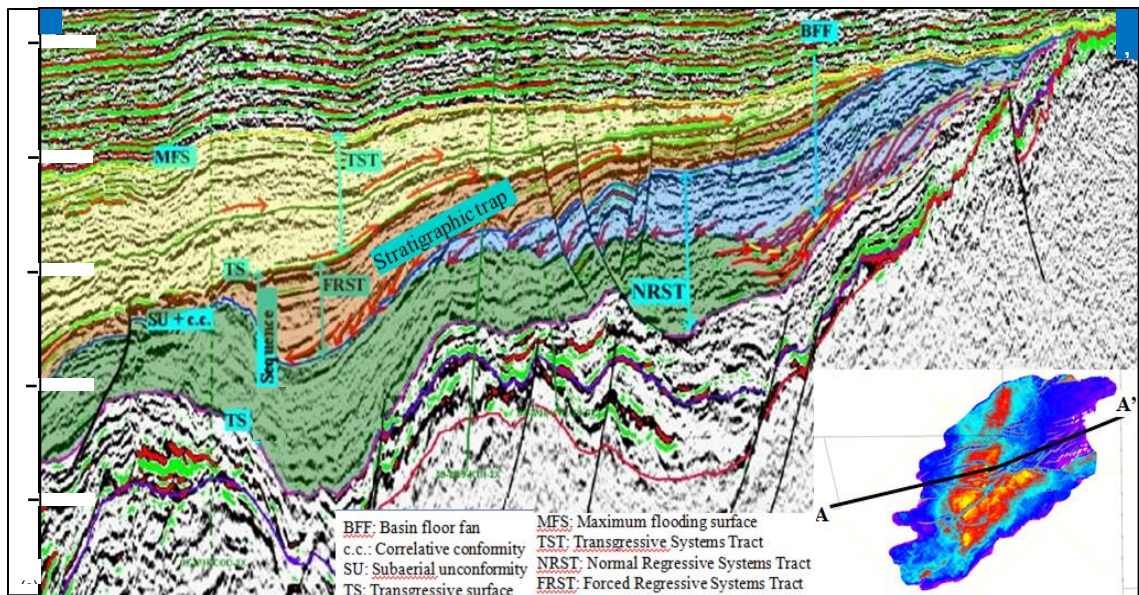 BFF
MFS
TST
Stratigraphic trap
TS
FRST
NRST
SU + c.c.
Sequence
TS
A'
A
BFF: Basin floor fan
c.c.: Correlative conformity
SU: Subaerial unconformity
TS: Transgressive surface
MFS: Maximum flooding surface
TST: Transgressive Systems Tract
NRST: Normal Regressive Systems Tract
FRST: Forced Regressive Systems Tract